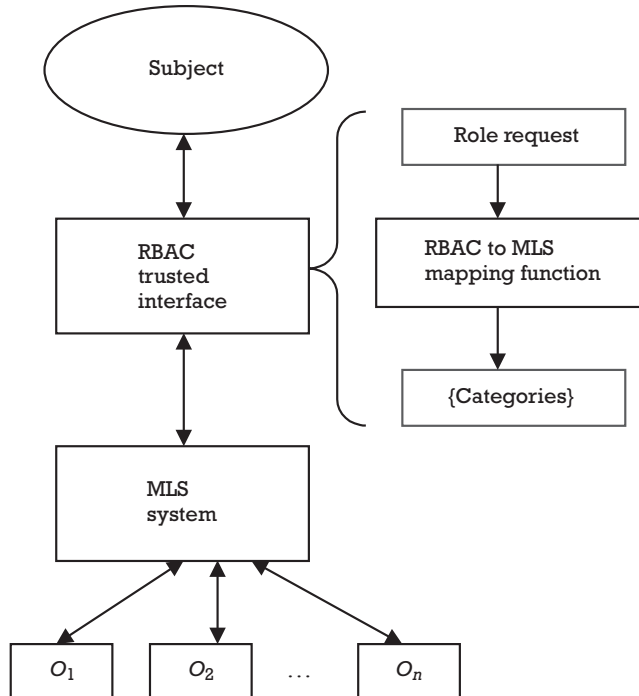 Subject
Role request
RBAC
trusted
interface
RBAC to MLS
mapping function
{Categories}
MLS
system
O1
O2
...
On